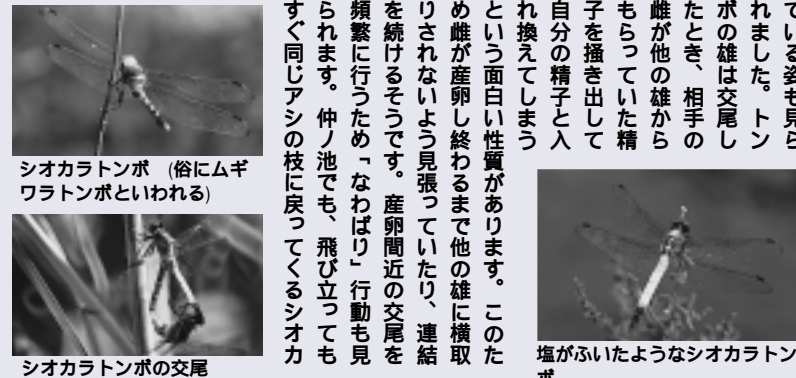 ている姿も見ら
れました。トン
ボの雄は交尾し
たとき、相手の
雌が他の雄から
もらっていた精
子を掻き出して
自分の精子と入
れ換えてしまう
という面白い性質があります。このた
め雌が産卵し終わるまで他の雄に横取
りされないよう見張っていたり、連結
を続けるそうです。産卵間近の交尾を
頻繁に行うため「なわばり」行動も見
られます。仲ノ池でも、飛び立っても
すぐ同じアシの枝に戻ってくるシオカ
塩がふいたようなシオカラトン
ボ
シオカラトンボ (俗にムギ
ワラトンボといわれる)
シオカラトンボの交尾